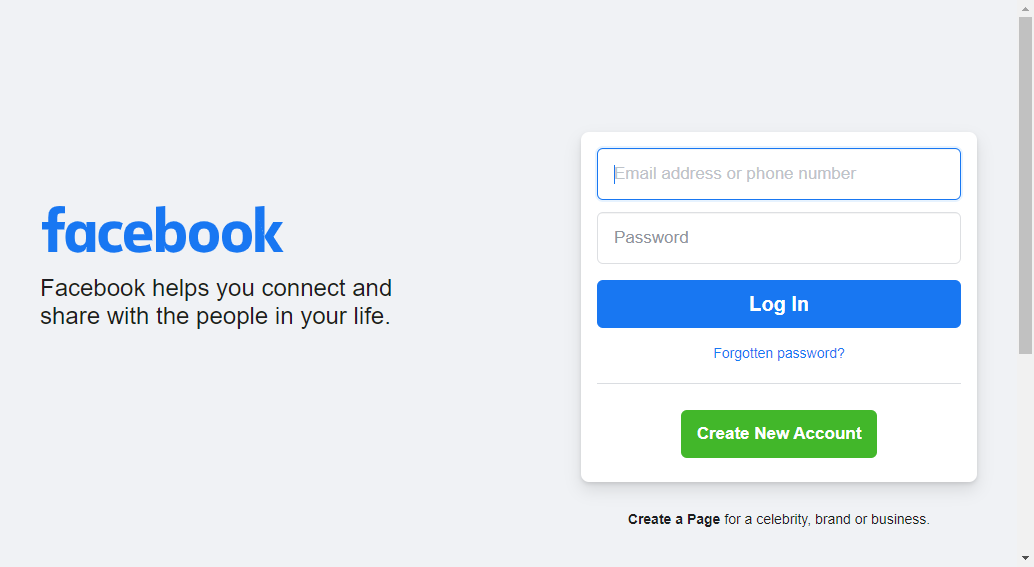 facebook
Facebook helps you connect and
share with the people in your life.
Email address or phone number
Password
Log In
Forgotten password?
Create New Account
Create a Page for a celebrity, brand or business.